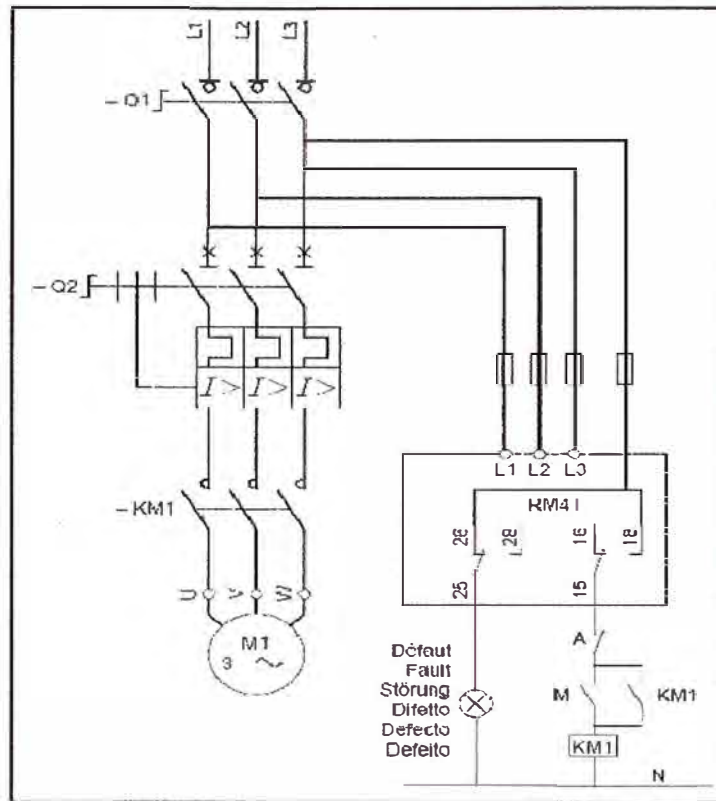 L1 L2 L3
– Q1
– Q2
I> I> I>
L1 L2 L3
– KM1
RM4T
26 28 16 18
25 15
U V W
M1
3 ~
A
Défaut
Fault
Störung
Difetto
Defecto
Defeito
M KM1
KM1
N